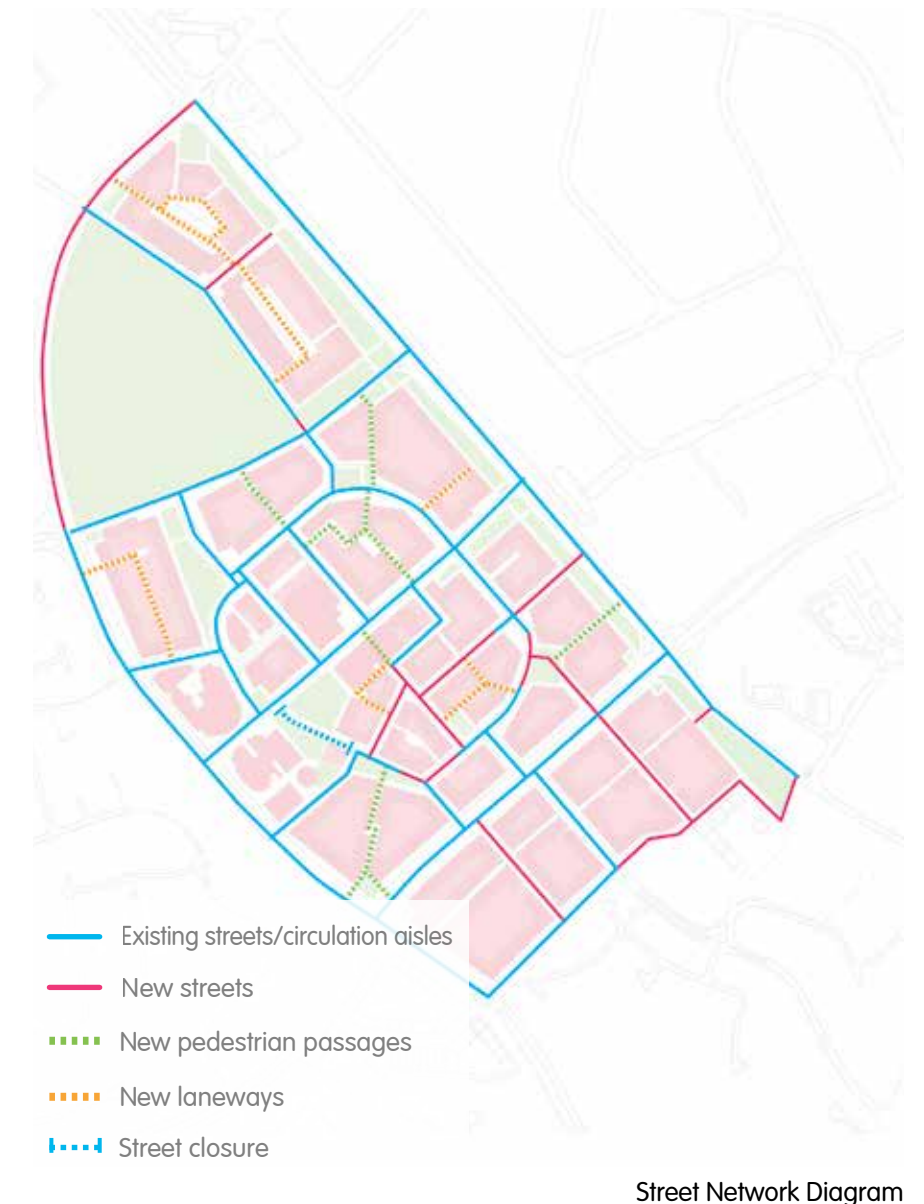 Existing streets/circulation aisles
New streets
New pedestrian passages
New laneways
Street closure
Street Network Diagram